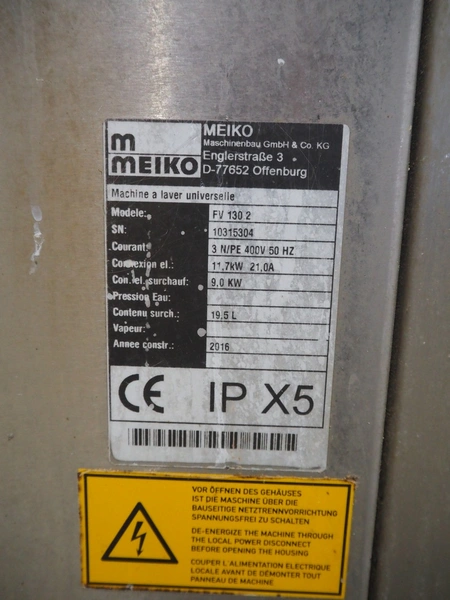 m
MEIKO
MEIKO
Maschinenbau GmbH & Co. KG
Englerstraße 3
D-77652 Offenburg
Machine a laver universelle
Modele: FV 130 2
SN: 10315304
Courant: 3 N/PE 400V 50 HZ
Connexion el.: 11,7kW 21,0A
Con. el. surchauf: 9,0 KW
Pression Eau:
Contenu surch.: 19,5 L
Vapeur:
Annee constr.: 2016
CE IP X5
VOR ÖFFNEN DES GEHÄUSES
IST DIE MASCHINE ÜBER DIE
BAUSEITIGE NETZTRENNVORRICHTUNG
SPANNUNGSFREI ZU SCHALTEN
DE-ENERGIZE THE MACHINE THROUGH
THE LOCAL POWER DISCONNECT
BEFORE OPENING THE HOUSING
COUPER L'ALIMENTATION ELECTRIQUE
LOCALE AVANT DE DÉMONTER TOUT
PANNEAU DE MACHINE